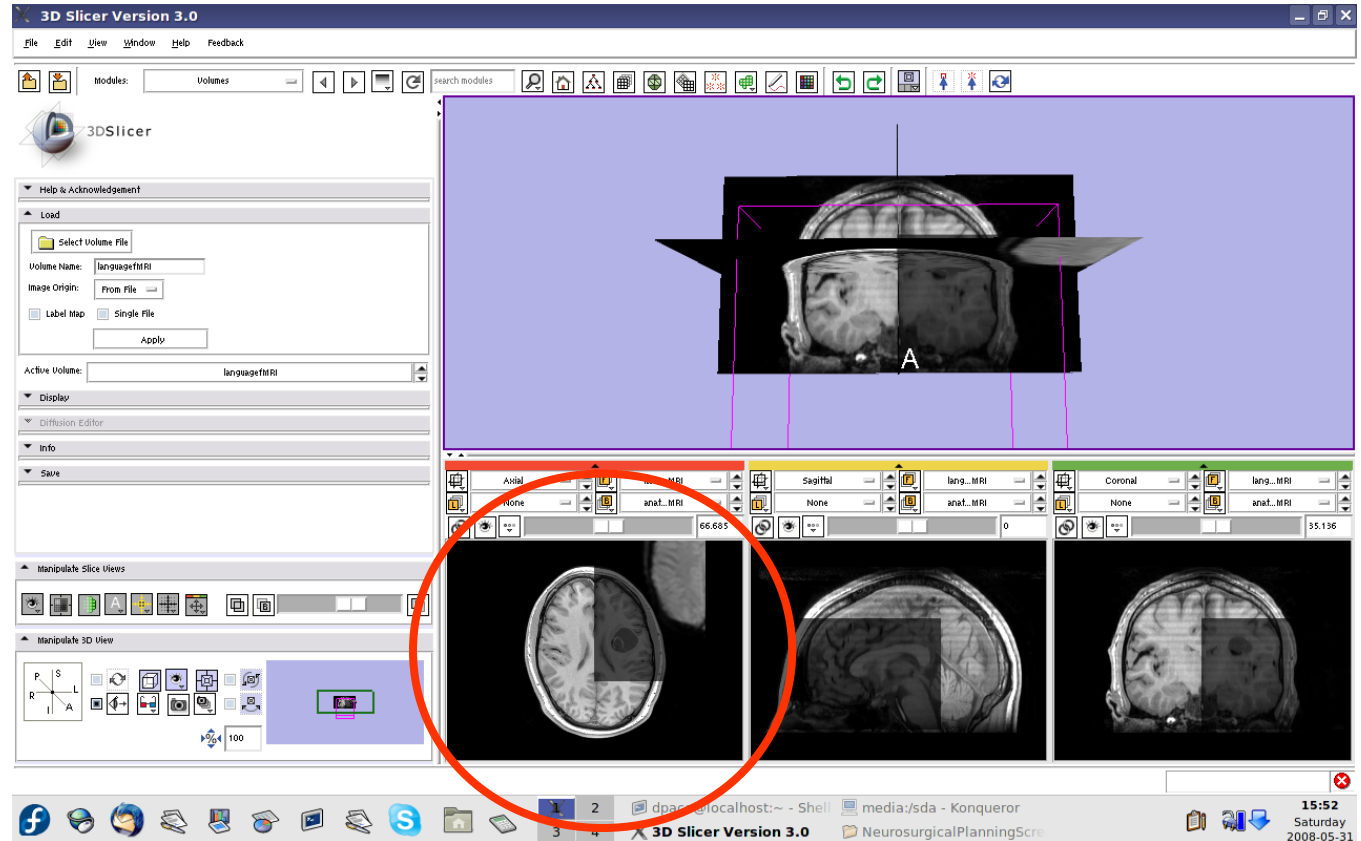 3D Slicer Version 3.0
File Edit View Window Help Feedback
Modules: Volumes search modules
3DSlicer
Help & Acknowledgement
Load
Select Volume File
Volume Name: languagefMRI
Image Origin: From File
Label Map Single File
Apply
Active Volume: languagefMRI
Display
Diffusion Editor
Info
Save
A
Axial F MRI
L None B anat...MRI
66.685
Sagittal F lang...MRI
L None B anat...MRI
0
Coronal F lang...MRI
L None B anat...MRI
35.136
Manipulate Slice Views
A B
Manipulate 3D View
P S
R L
I A
% 100
1 2 dpace@localhost:~ - Shell media:/sda - Konqueror 15:52
3 4 3D Slicer Version 3.0 NeurosurgicalPlanningScre Saturday
2008-05-31